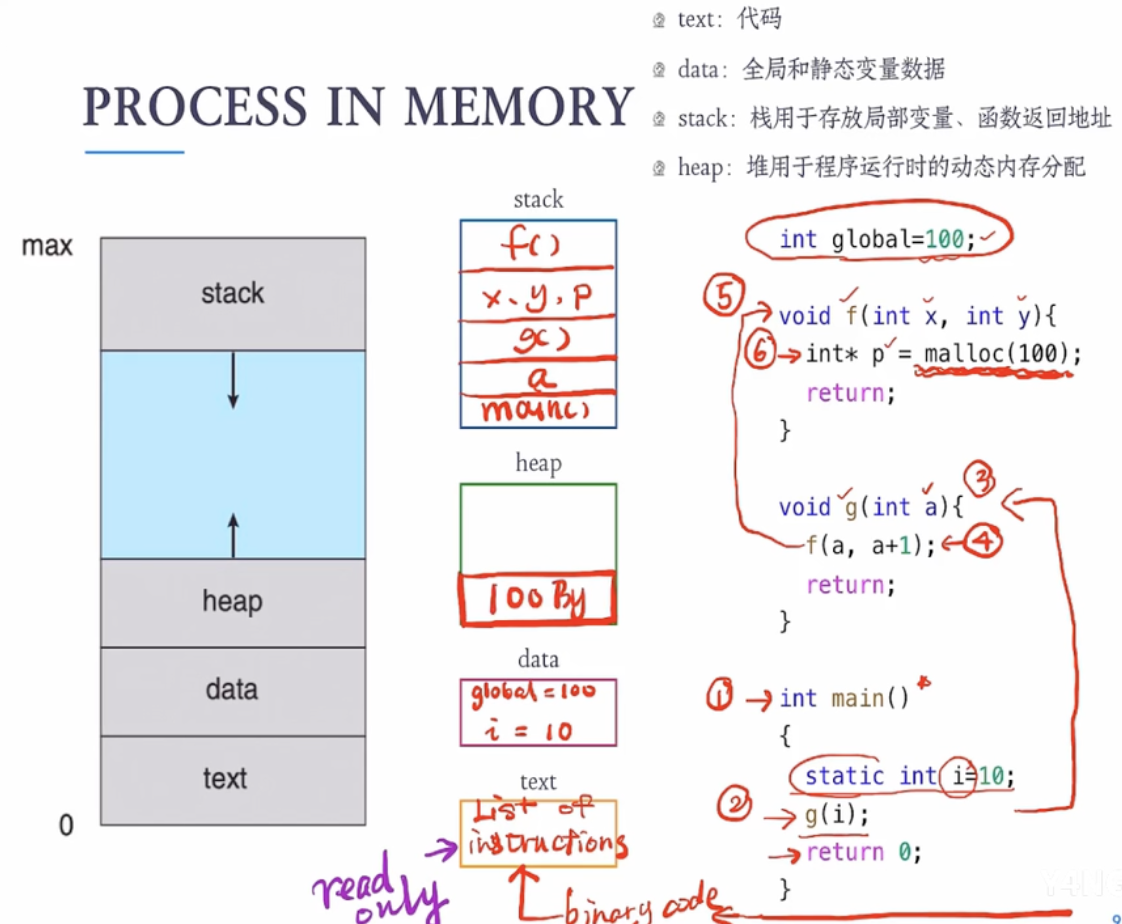 text: 代码
data: 全局和静态变量数据
stack: 栈用于存放局部变量、函数返回地址
heap: 堆用于程序运行时的动态内存分配
PROCESS IN MEMORY
max
stack
heap
data
text
0
stack
f()
x、y、p
g()
a
main()
heap
100 By
data
global=100
i = 10
text
List of
instructions
read
only
binary code
int global=100;
⑤
void f(int x, int y){
⑥ int* p = malloc(100);
return;
}
③
void g(int a){
f(a, a+1); ④
return;
}
① int main() *
{
static int i=10;
② g(i);
return 0;
}
9